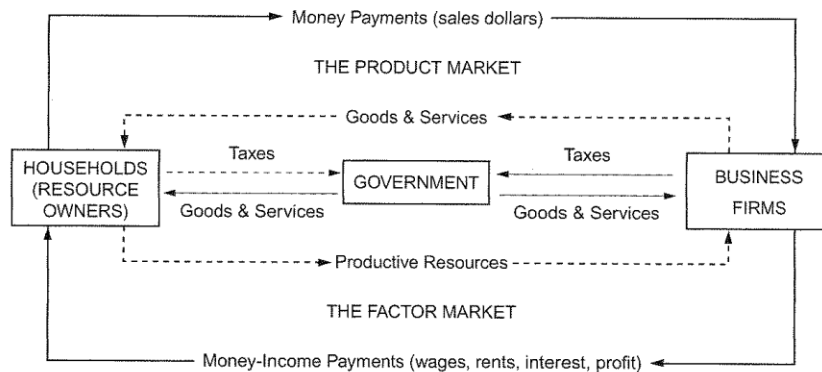 Money Payments (sales dollars)
THE PRODUCT MARKET
Goods & Services
HOUSEHOLDS
(RESOURCE
OWNERS)
Taxes
Goods & Services
GOVERNMENT
Taxes
Goods & Services
BUSINESS
FIRMS
Productive Resources
THE FACTOR MARKET
Money-Income Payments (wages, rents, interest, profit)